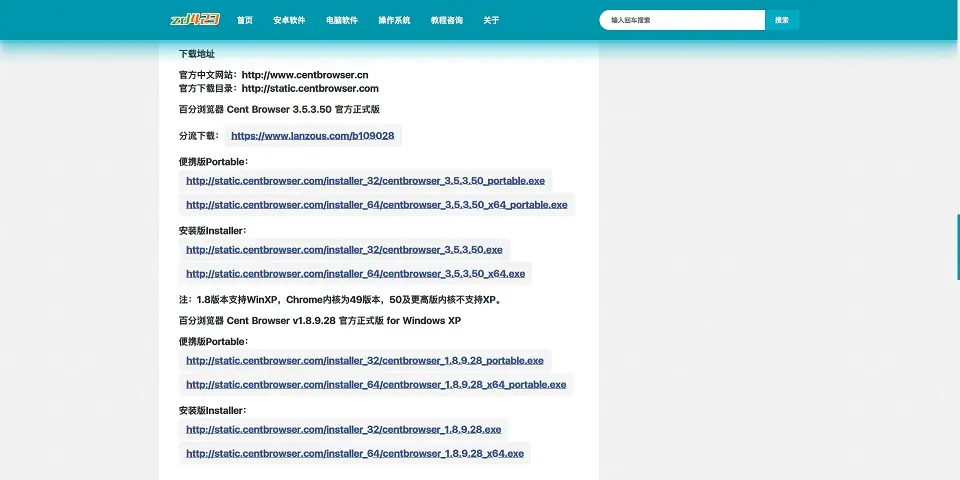 zd423 首页 安卓软件 电脑软件 操作系统 教程咨询 关于 输入回车搜索 搜索
下载地址
官方中文网站：http://www.centbrowser.cn
官方下载目录：http://static.centbrowser.com
百分浏览器 Cent Browser 3.5.3.50 官方正式版
分流下载： https://www.lanzous.com/b109028
便携版Portable：
http://static.centbrowser.com/installer_32/centbrowser_3.5.3.50_portable.exe
http://static.centbrowser.com/installer_64/centbrowser_3.5.3.50_x64_portable.exe
安装版Installer：
http://static.centbrowser.com/installer_32/centbrowser_3.5.3.50.exe
http://static.centbrowser.com/installer_64/centbrowser_3.5.3.50_x64.exe
注：1.8版本支持WinXP，Chrome内核为49版本，50及更高版内核不支持XP。
百分浏览器 Cent Browser v1.8.9.28 官方正式版 for Windows XP
便携版Portable：
http://static.centbrowser.com/installer_32/centbrowser_1.8.9.28_portable.exe
http://static.centbrowser.com/installer_64/centbrowser_1.8.9.28_x64_portable.exe
安装版Installer：
http://static.centbrowser.com/installer_32/centbrowser_1.8.9.28.exe
http://static.centbrowser.com/installer_64/centbrowser_1.8.9.28_x64.exe